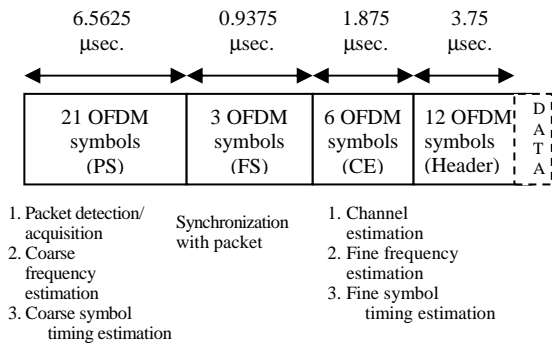 6.5625 0.9375 1.875 3.75
μsec. μsec. μsec. μsec.
21 OFDM symbols (PS)
3 OFDM symbols (FS)
6 OFDM symbols (CE)
12 OFDM symbols (Header)
DATA
1. Packet detection/
acquisition
2. Coarse
frequency
estimation
3. Coarse symbol
timing estimation
Synchronization
with packet
1. Channel
estimation
2. Fine frequency
estimation
3. Fine symbol
timing estimation